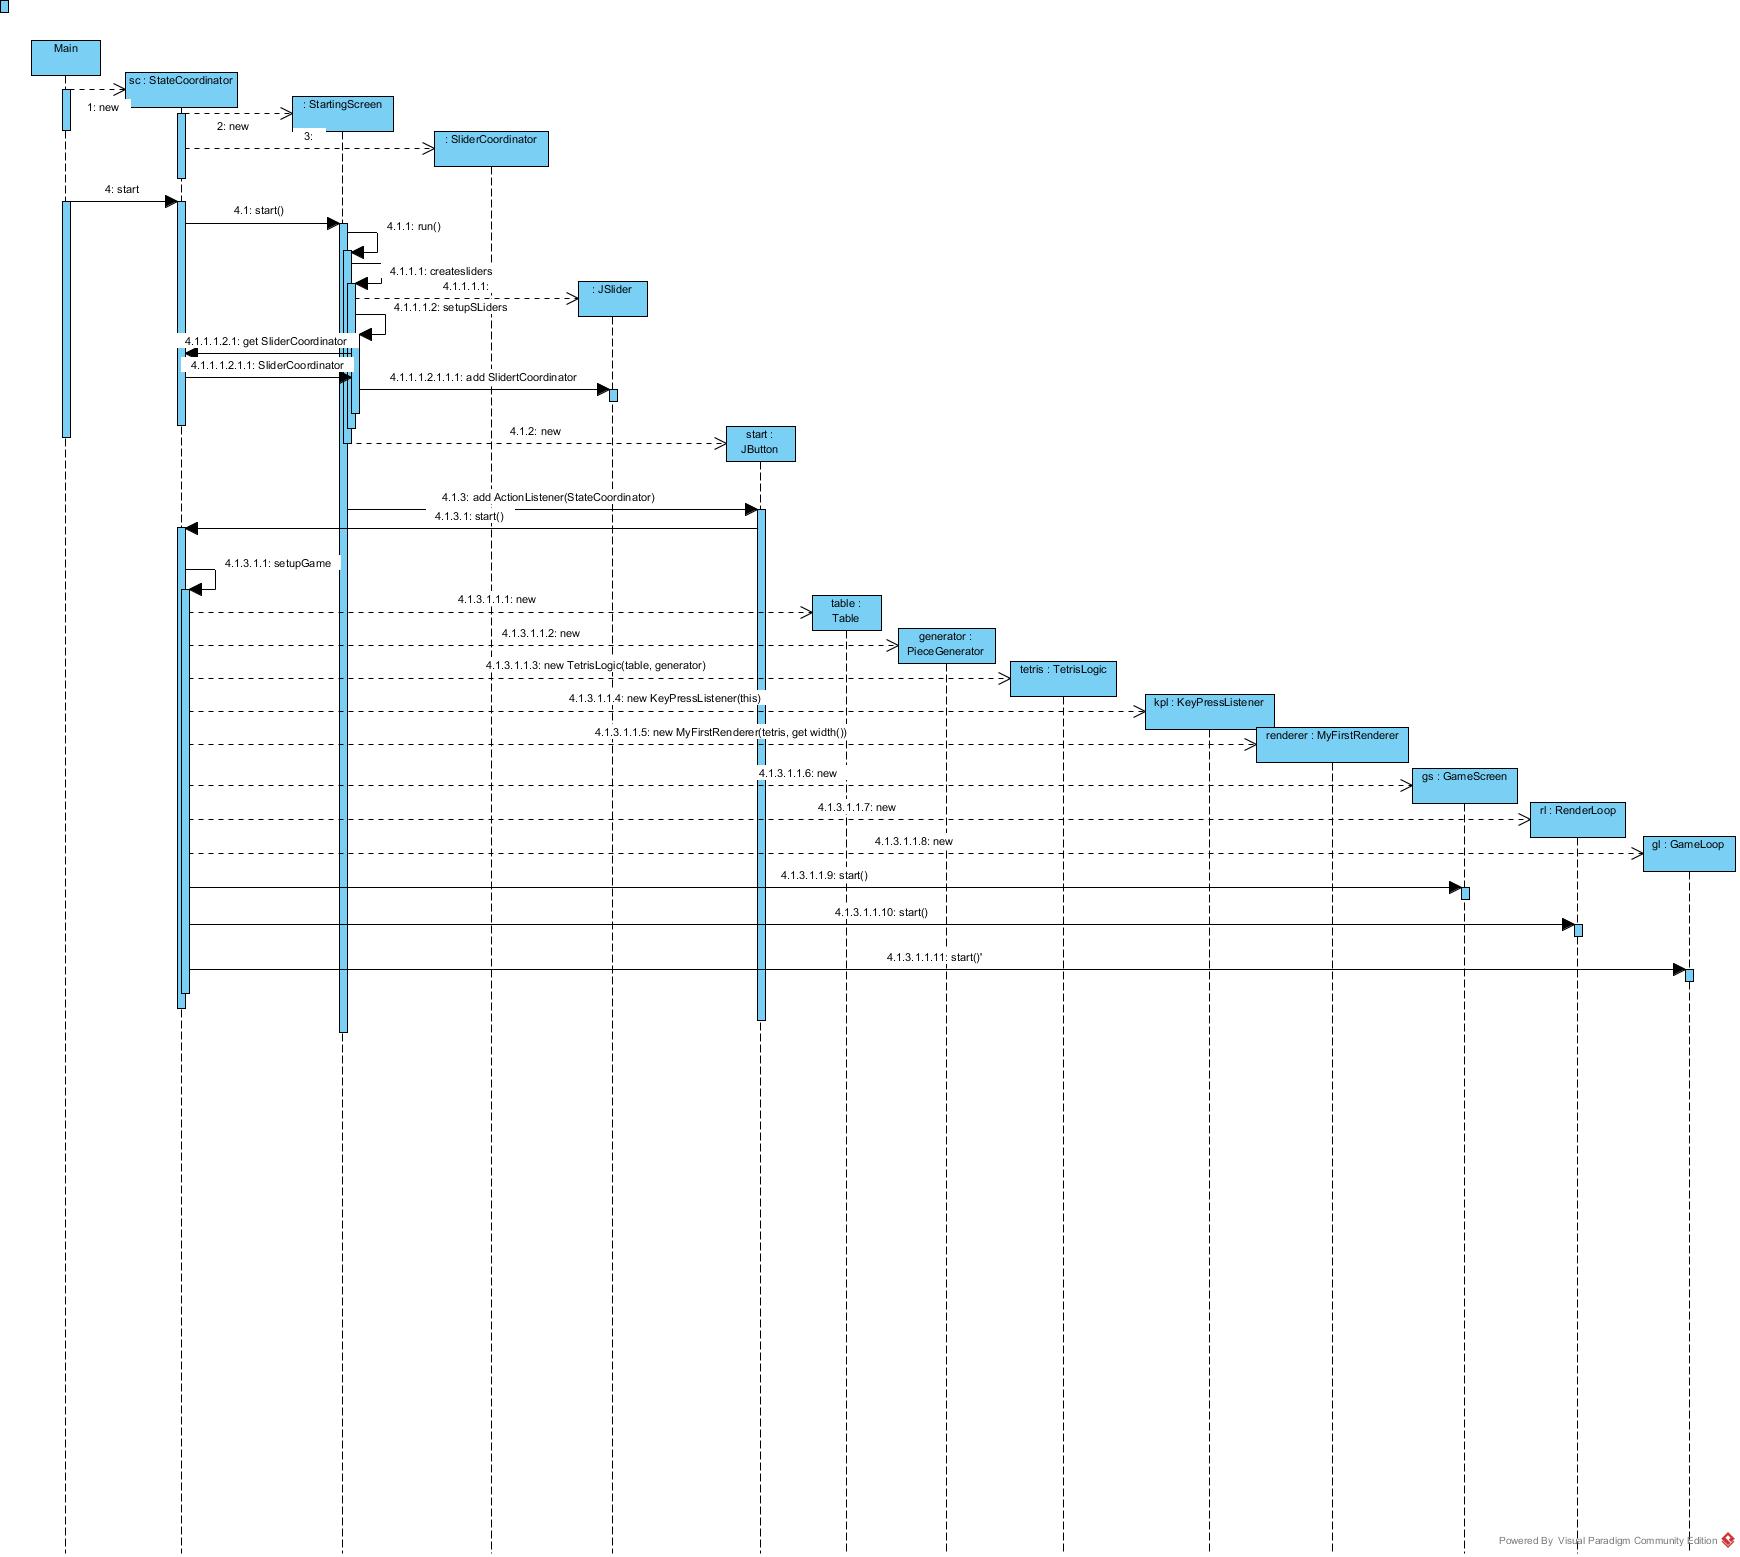 Main
sc : StateCoordinator
1: new
: StartingScreen
2: new
3:
: SliderCoordinator
4: start
4.1: start()
4.1.1: run()
4.1.1.1: createsliders
4.1.1.1.1:
: JSlider
4.1.1.1.2: setupSLiders
4.1.1.1.2.1: get SliderCoordinator
4.1.1.1.2.1.1: SliderCoordinator
4.1.1.1.2.1.1.1: add SlidertCoordinator
4.1.2: new
start :
JButton
4.1.3: add ActionListener(StateCoordinator)
4.1.3.1: start()
4.1.3.1.1: setupGame
4.1.3.1.1.1: new
table :
Table
4.1.3.1.1.2: new
generator :
PieceGenerator
4.1.3.1.1.3: new TetrisLogic(table, generator)
tetris : TetrisLogic
4.1.3.1.1.4: new KeyPressListener(this)
kpl : KeyPressListener
4.1.3.1.1.5: new MyFirstRenderer(tetris, get width())
renderer : MyFirstRenderer
4.1.3.1.1.6: new
gs : GameScreen
4.1.3.1.1.7: new
rl : RenderLoop
4.1.3.1.1.8: new
gl : GameLoop
4.1.3.1.1.9: start()
4.1.3.1.1.10: start()
4.1.3.1.1.11: start()'
Powered By Visual Paradigm Community Edition